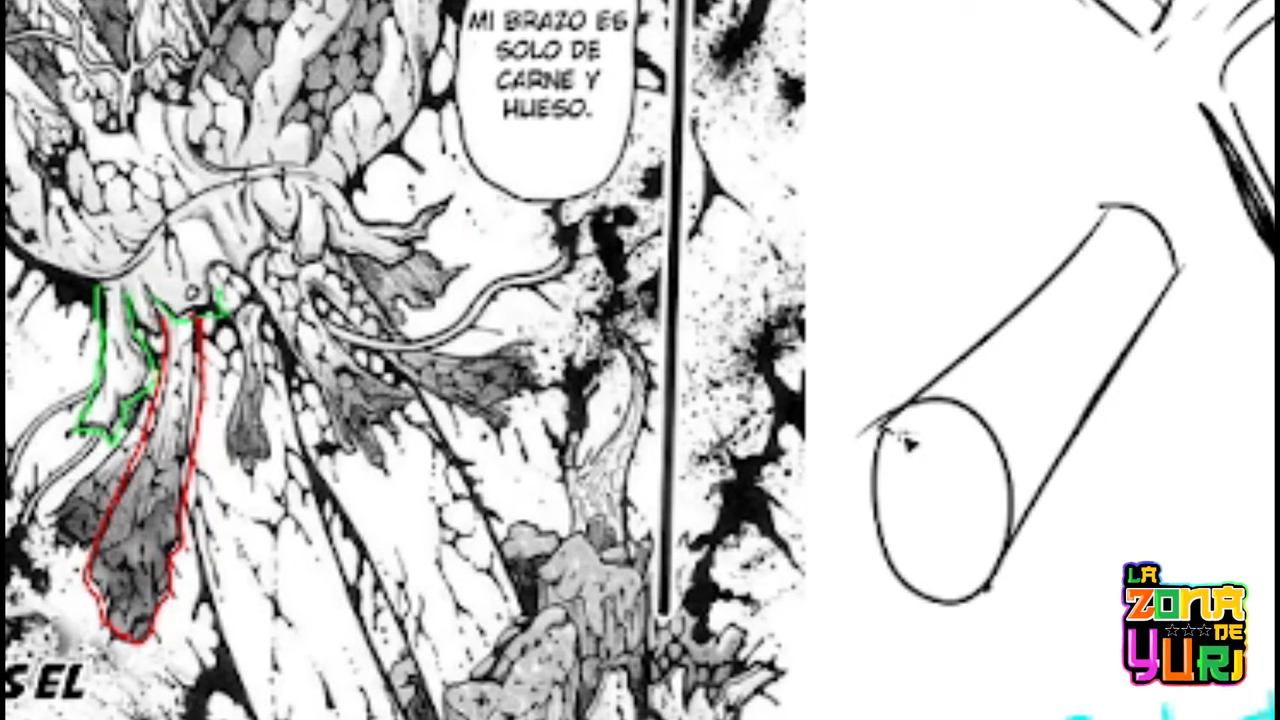 MI BRAZO ES
SOLO DE
CARNE Y
HUESO.
S EL
LA
ZONA
DE
YURI